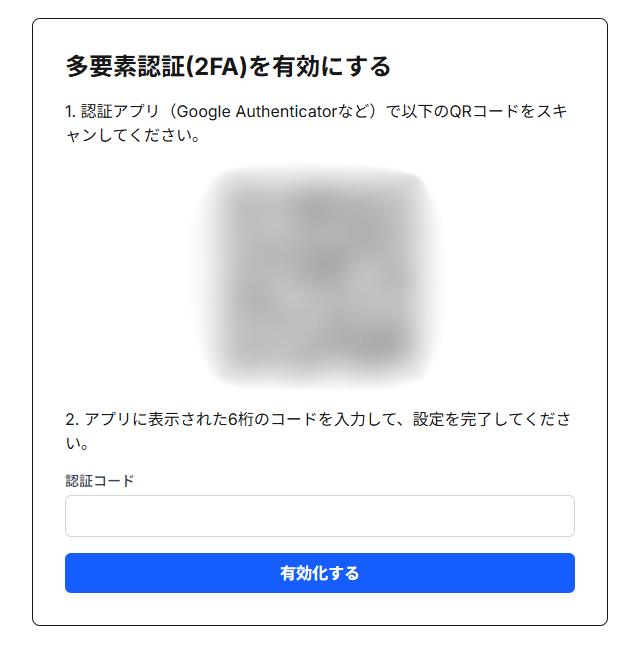 多要素認証(2FA)を有効にする
1. 認証アプリ（Google Authenticatorなど）で以下のQRコードをスキ
ャンしてください。
2. アプリに表示された6桁のコードを入力して、設定を完了してくださ
い。
認証コード
有効化する